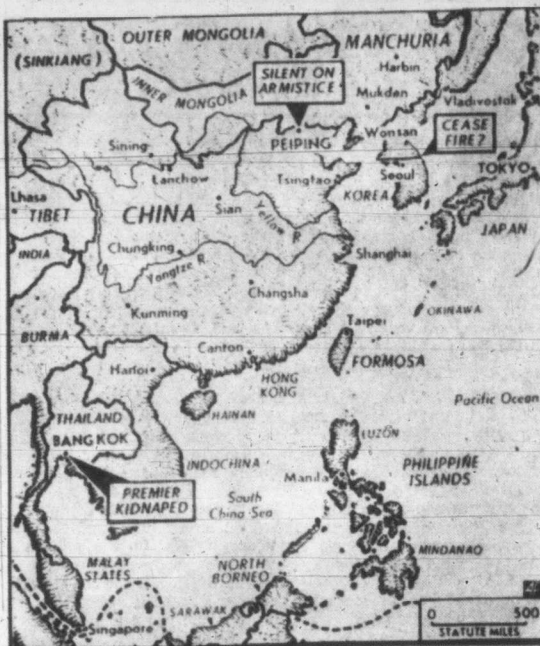 OUTER MONGOLIA
MANCHURIA
(SINKIANG)
Harbin
SILENT ON
ARMISTICE
INNER MONGOLIA
Mukden
Vladivostok
Wonsan
CEASE
FIRE?
PEIPING
Sining
Lanchow
Tsingtao
Seoul
TOKYO
KOREA
Lhasa
TIBET
CHINA
Sian
Yellow R.
JAPAN
INDIA
Chungking
Yangtze R.
Shanghai
Changsha
Kunming
OKINAWA
BURMA
Taipei
Canton
Hanoi
FORMOSA
HONG
KONG
HAINAN
Pacific Ocean
THAILAND
BANGKOK
LUZON
INDOCHINA
PHILIPPINE
ISLANDS
PREMIER
KIDNAPED
Manila
South
China Sea
MALAY
STATES
NORTH
BORNEO
MINDANAO
SARAWAK
Singapore
0 500
STATUTE MILES